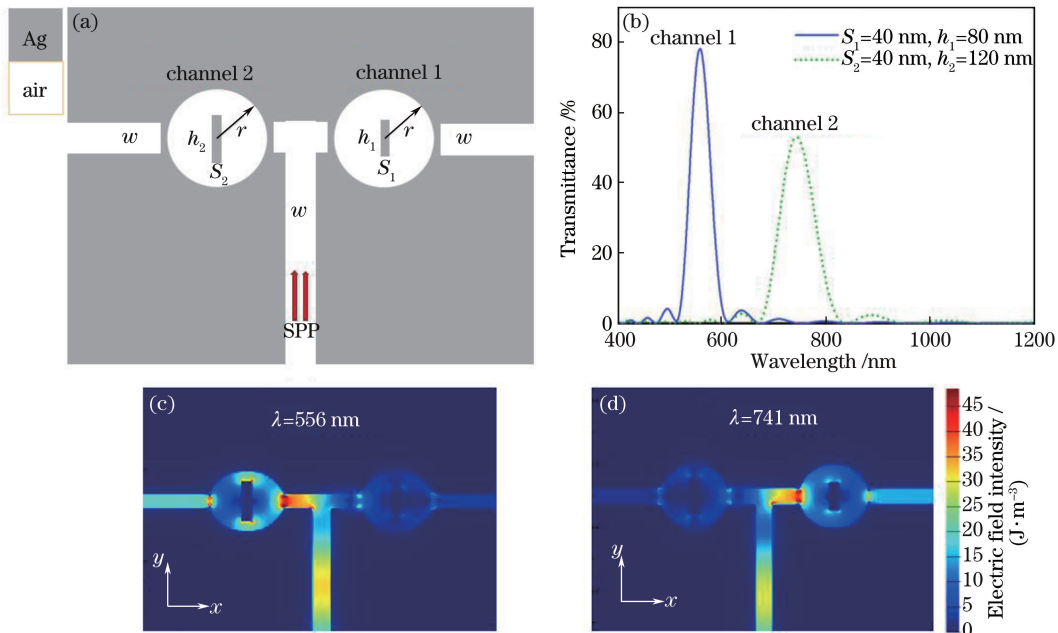 (a)
Ag
air
channel 2
channel 1
w
h₂
r
S₂
h₁
r
S₁
w
w
SPP
(b)
channel 1
S₁=40 nm, h₁=80 nm
S₂=40 nm, h₂=120 nm
channel 2
Transmittance /%
80
60
40
20
0
400
600
800
1000
1200
Wavelength /nm
(c)
λ=556 nm
y
x
(d)
λ=741 nm
y
x
45
40
35
30
25
20
15
10
5
0
Electric field intensity /
(J·m⁻³)